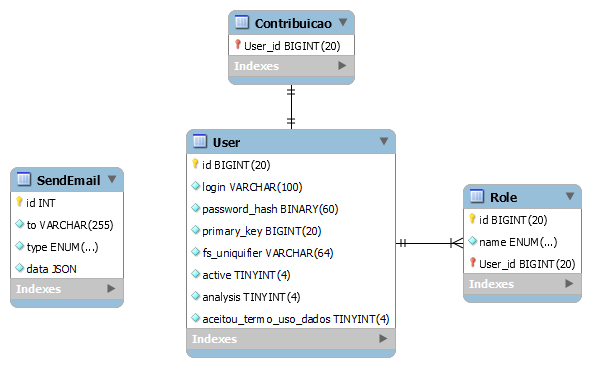 Contribuicao
User_id BIGINT(20)
Indexes
User
id BIGINT(20)
login VARCHAR(100)
password_hash BINARY(60)
primary_key BIGINT(20)
fs_uniquifier VARCHAR(64)
active TINYINT(4)
analysis TINYINT(4)
aceitou_termo_uso_dados TINYINT(4)
Indexes
SendEmail
id INT
to VARCHAR(255)
type ENUM(...)
data JSON
Indexes
Role
id BIGINT(20)
name ENUM(...)
User_id BIGINT(20)
Indexes